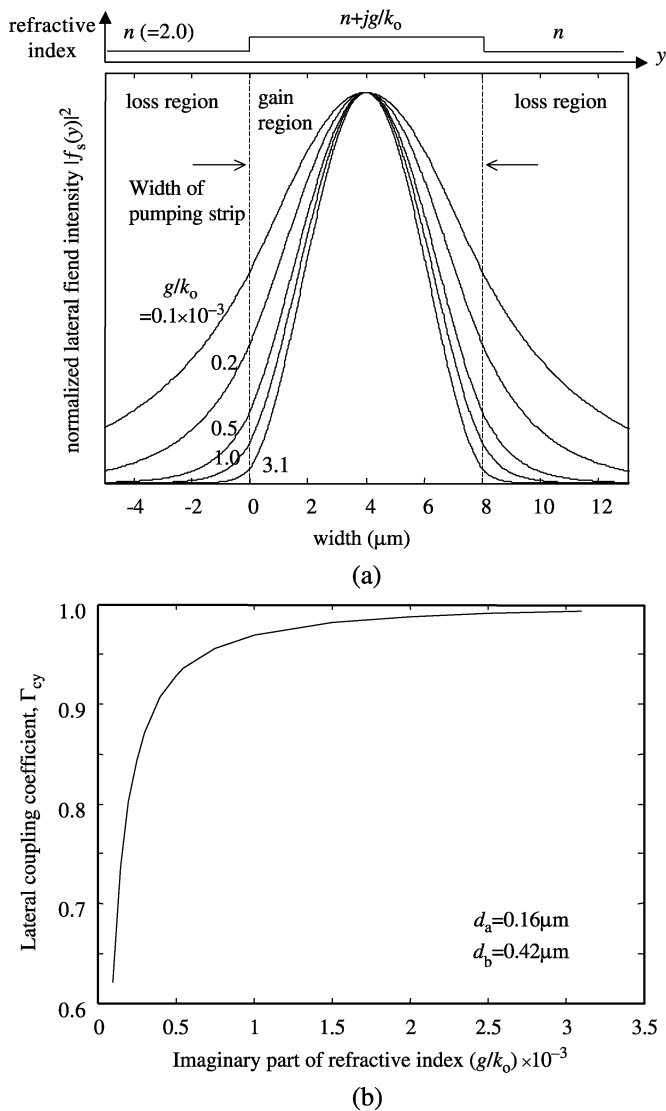 refractive
index
n (=2.0)
n+jg/kₒ
n
y
loss region
gain
region
loss region
Width of
pumping strip
g/kₒ
=0.1×10⁻³
0.2
0.5
1.0
3.1
normalized lateral fiend intensity |fₛ(y)|²
-4 -2 0 2 4 6 8 10 12
width (μm)
(a)
1.0
0.9
0.8
0.7
0.6
Lateral coupling coefficient, Γcy
dₐ=0.16μm
d_b=0.42μm
0 0.5 1 1.5 2 2.5 3 3.5
Imaginary part of refractive index (g/kₒ) ×10⁻³
(b)